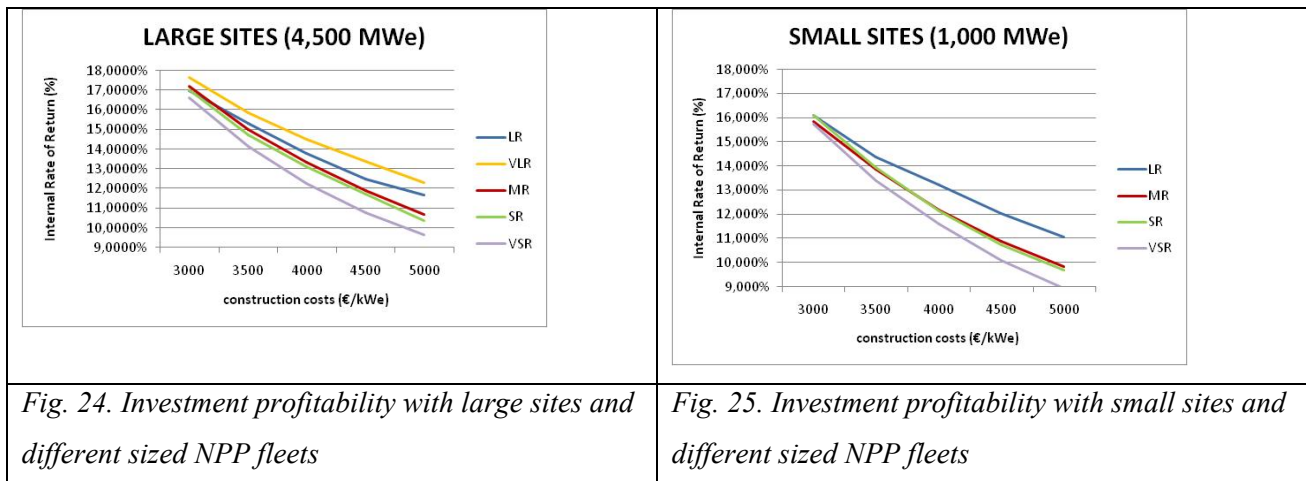 LARGE SITES (4,500 MWe)
Internal Rate of Return (%)
18,0000%
17,0000%
16,0000%
15,0000%
14,0000%
13,0000%
12,0000%
11,0000%
10,0000%
9,0000%
3000 3500 4000 4500 5000
construction costs (€/kWe)
LR
VLR
MR
SR
VSR
Fig. 24. Investment profitability with large sites and
different sized NPP fleets
SMALL SITES (1,000 MWe)
Internal Rate of Return (%)
18,000%
17,000%
16,000%
15,000%
14,000%
13,000%
12,000%
11,000%
10,000%
9,000%
3000 3500 4000 4500 5000
construction costs (€/kWe)
LR
MR
SR
VSR
Fig. 25. Investment profitability with small sites and
different sized NPP fleets